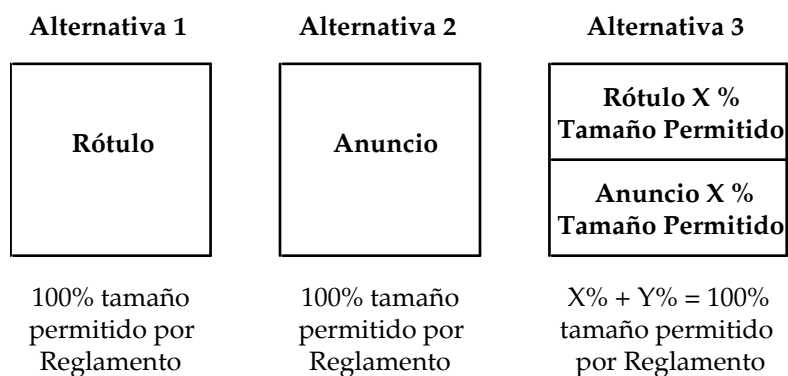 Alternativa 1
Alternativa 2
Alternativa 3
Rótulo
Anuncio
Rótulo X %
Tamaño Permitido
Anuncio X %
Tamaño Permitido
100% tamaño
permitido por
Reglamento
100% tamaño
permitido por
Reglamento
X% + Y% = 100%
tamaño permitido
por Reglamento